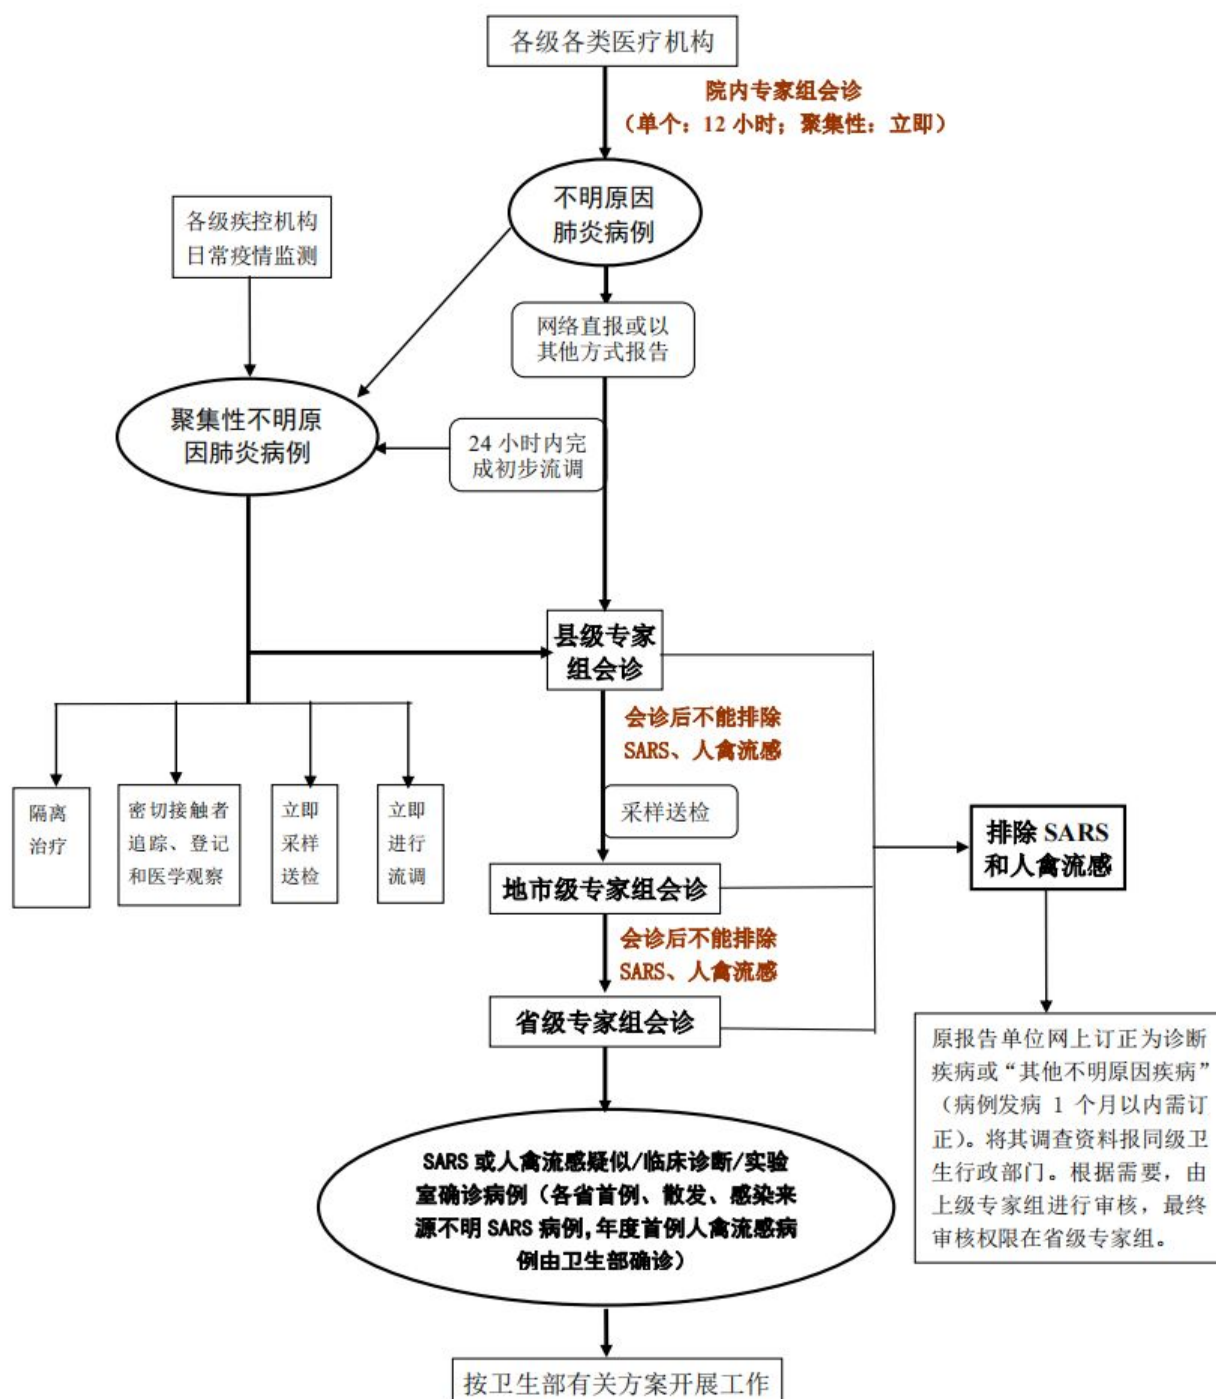 各级各类医疗机构
院内专家组会诊
（单个：12 小时；聚集性：立即）
不明原因
肺炎病例
各级疾控机构
日常疫情监测
网络直报或以
其他方式报告
聚集性不明原
因肺炎病例
24 小时内完
成初步流调
县级专家
组会诊
会诊后不能排除
SARS、人禽流感
隔离
治疗
密切接触者
追踪、登记
和医学观察
立即
采样
送检
立即
进行
流调
采样送检
排除 SARS
和人禽流感
地市级专家组会诊
会诊后不能排除
SARS、人禽流感
省级专家组会诊
原报告单位网上订正为诊断
疾病或“其他不明原因疾病”
（病例发病 1 个月以内需订
正）。将其调查资料报同级卫
生行政部门。根据需要，由
上级专家组进行审核，最终
审核权限在省级专家组。
SARS 或人禽流感疑似/临床诊断/实验
室确诊病例（各省首例、散发、感染来
源不明 SARS 病例,年度首例人禽流感病
例由卫生部确诊）
按卫生部有关方案开展工作